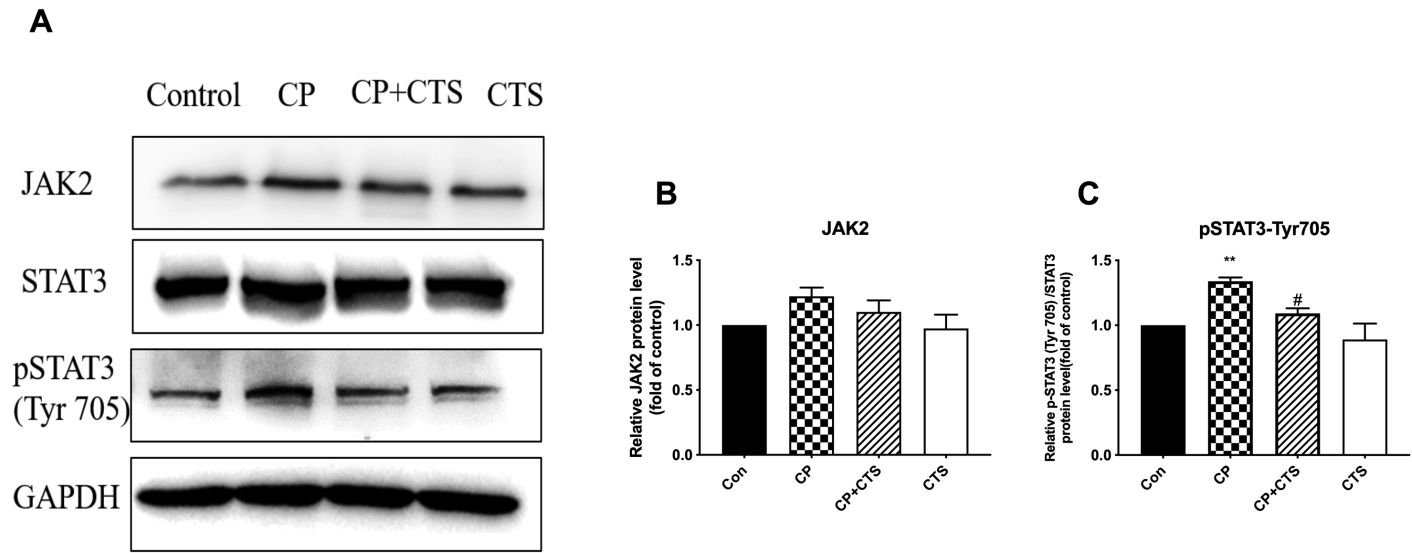 A
Control CP CP+CTS CTS
JAK2
STAT3
pSTAT3
(Tyr 705)
GAPDH
B
JAK2
Relative JAK2 protein level
(fold of control)
1.5
1.0
0.5
0.0
Con CP CP+CTS CTS
C
pSTAT3-Tyr705
Relative p-STAT3 (Tyr 705) /STAT3
protein level(fold of control)
1.5
1.0
0.5
0.0
**
#
Con CP CP+CTS CTS